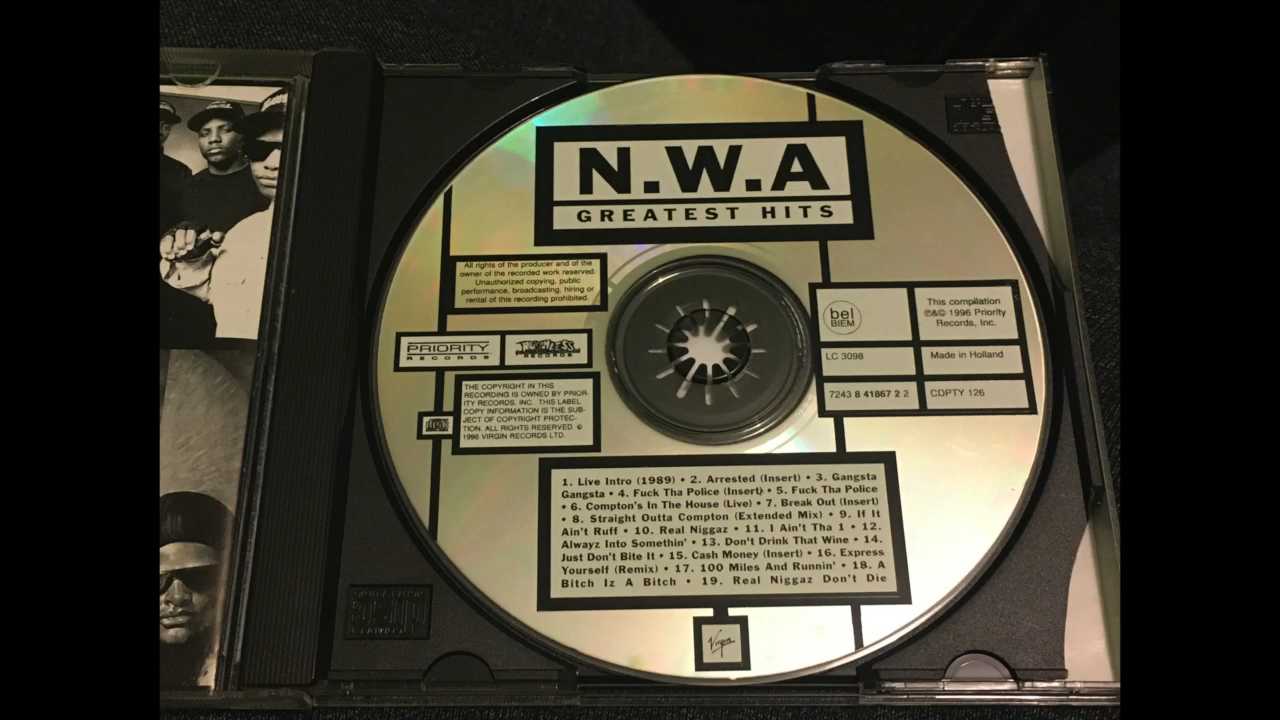 N.W.A
GREATEST HITS
All rights of the producer and of the
owner of the recorded work reserved.
Unauthorized copying, public
performance, broadcasting, hiring or
rental of this recording prohibited.
PRIORITY
RECORDS
RUTHLESS
RECORDS
THE COPYRIGHT IN THIS
RECORDING IS OWNED BY PRIOR-
ITY RECORDS, INC. THIS LABEL
COPY INFORMATION IS THE SUB-
JECT OF COPYRIGHT PROTEC-
TION. ALL RIGHTS RESERVED. ©
1996 VIRGIN RECORDS LTD.
bel
BIEM
This compilation
℗&© 1996 Priority
Records, Inc.
LC 3098
Made in Holland
7243 8 41867 2 2
CDPTY 126
1. Live Intro (1989) • 2. Arrested (Insert) • 3. Gangsta
Gangsta • 4. Fuck Tha Police (Insert) • 5. Fuck Tha Police
• 6. Compton's In The House (Live) • 7. Break Out (Insert)
• 8. Straight Outta Compton (Extended Mix) • 9. If It
Ain't Ruff • 10. Real Niggaz • 11. I Ain't Tha 1 • 12.
Alwayz Into Somethin' • 13. Don't Drink That Wine • 14.
Just Don't Bite It • 15. Cash Money (Insert) • 16. Express
Yourself (Remix) • 17. 100 Miles And Runnin' • 18. A
Bitch Iz A Bitch • 19. Real Niggaz Don't Die
Virgin